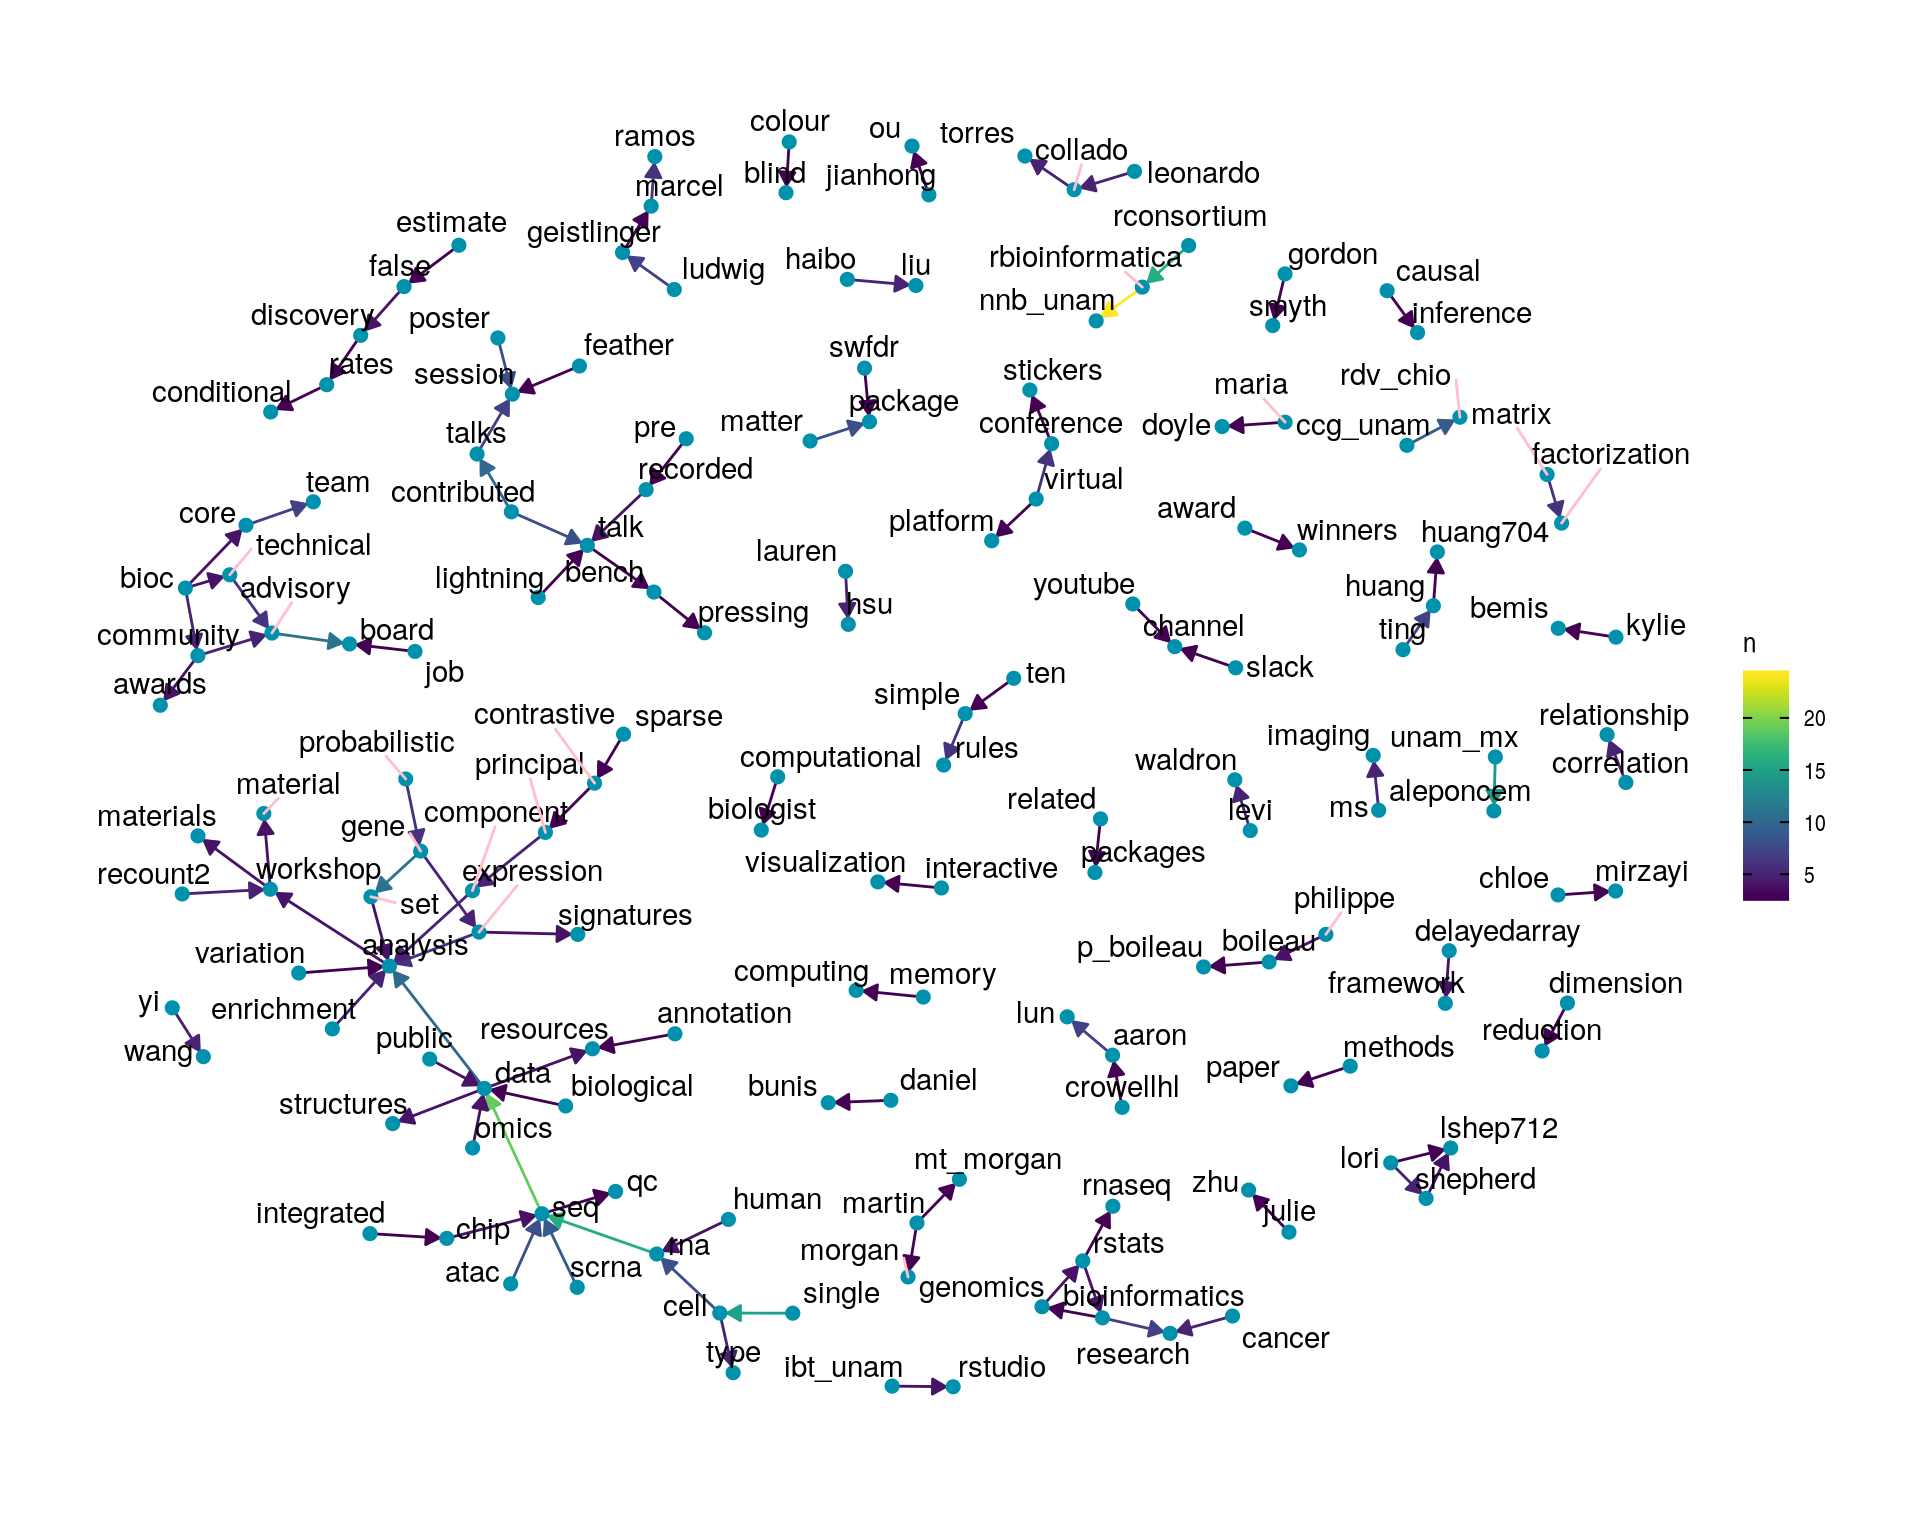 colour
ou
torres
ramos
collado
blind
jianhong
leonardo
marcel
rconsortium
estimate
geistlinger
gordon
rbioinformatica
haibo
liu
false
ludwig
causal
nnb_unam
smyth
inference
discovery
poster
feather
swfdr
rates
session
stickers
rdv_chio
maria
conditional
package
matter
conference
doyle
ccg_unam
matrix
talks
pre
factorization
recorded
virtual
team
contributed
award
core
platform
winners
huang704
talk
technical
lauren
bioc
lightning
bench
youtube
huang
advisory
hsu
bemis
pressing
channel
ting
kylie
community
board
slack
job
ten
awards
simple
contrastive
sparse
relationship
probabilistic
rules
imaging
unam_mx
computational
waldron
principal
correlation
material
related
aleponcem
materials
component
biologist
ms
levi
gene
packages
workshop
expression
visualization
interactive
recount2
chloe
mirzayi
set
signatures
philippe
analysis
p_boileau
boileau
delayedarray
variation
computing
memory
framework
dimension
yi
enrichment
annotation
lun
resources
aaron
reduction
public
wang
methods
data
paper
biological
bunis
daniel
crowellhl
structures
omics
lshep712
mt_morgan
lori
qc
rnaseq
zhu
shepherd
human
martin
integrated
seq
julie
chip
rna
morgan
rstats
atac
scrna
single
genomics
bioinformatics
cell
cancer
type
research
ibt_unam
rstudio
n
20
15
10
5